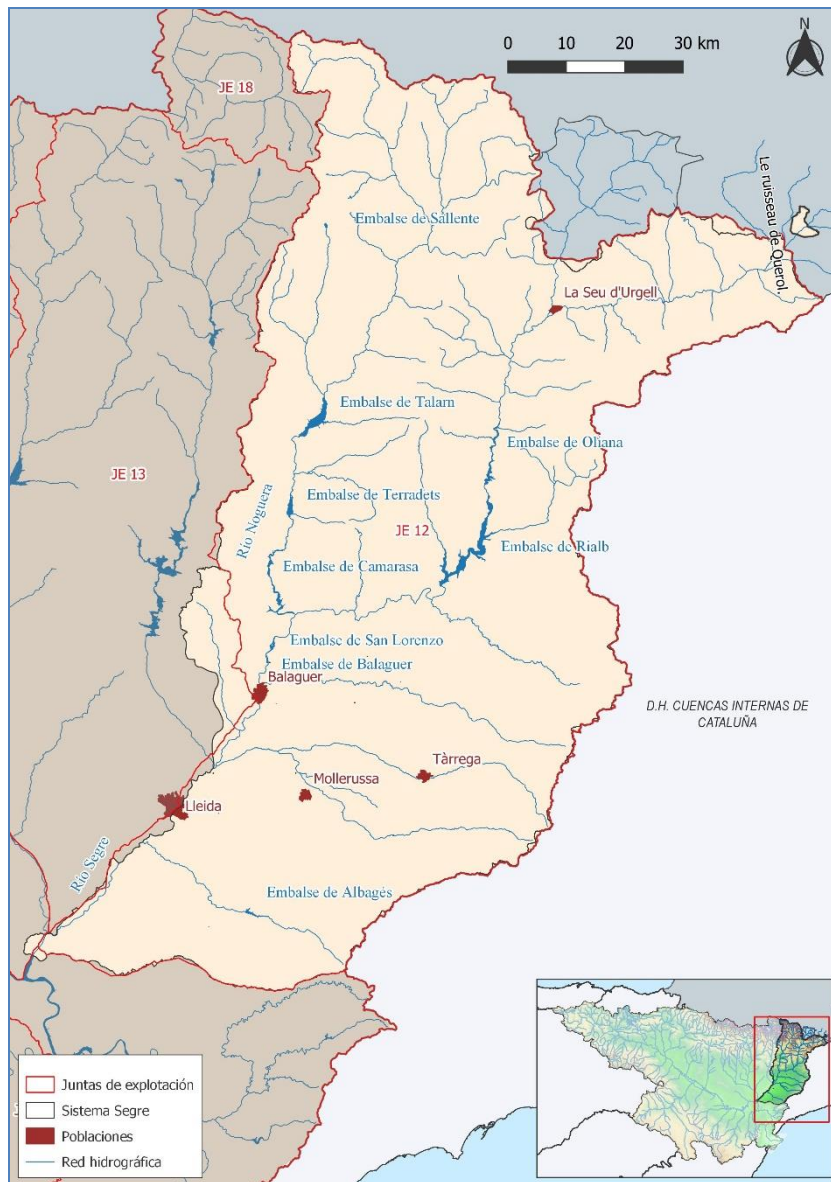 N
0 10 20 30 km
JE 18
Le ruisseau de Querol.
Embalse de Sallente
La Seu d'Urgell
Embalse de Talarn
Embalse de Oliana
JE 13
Embalse de Terradets
Río Noguera
JE 12
Embalse de Rialb
Embalse de Camarasa
Embalse de San Lorenzo
Embalse de Balaguer
Balaguer
D.H. CUENCAS INTERNAS DE
CATALUÑA
Tàrrega
Mollerussa
Lleida
Río Segre
Embalse de Albagés
Juntas de explotación
Sistema Segre
Poblaciones
Red hidrográfica